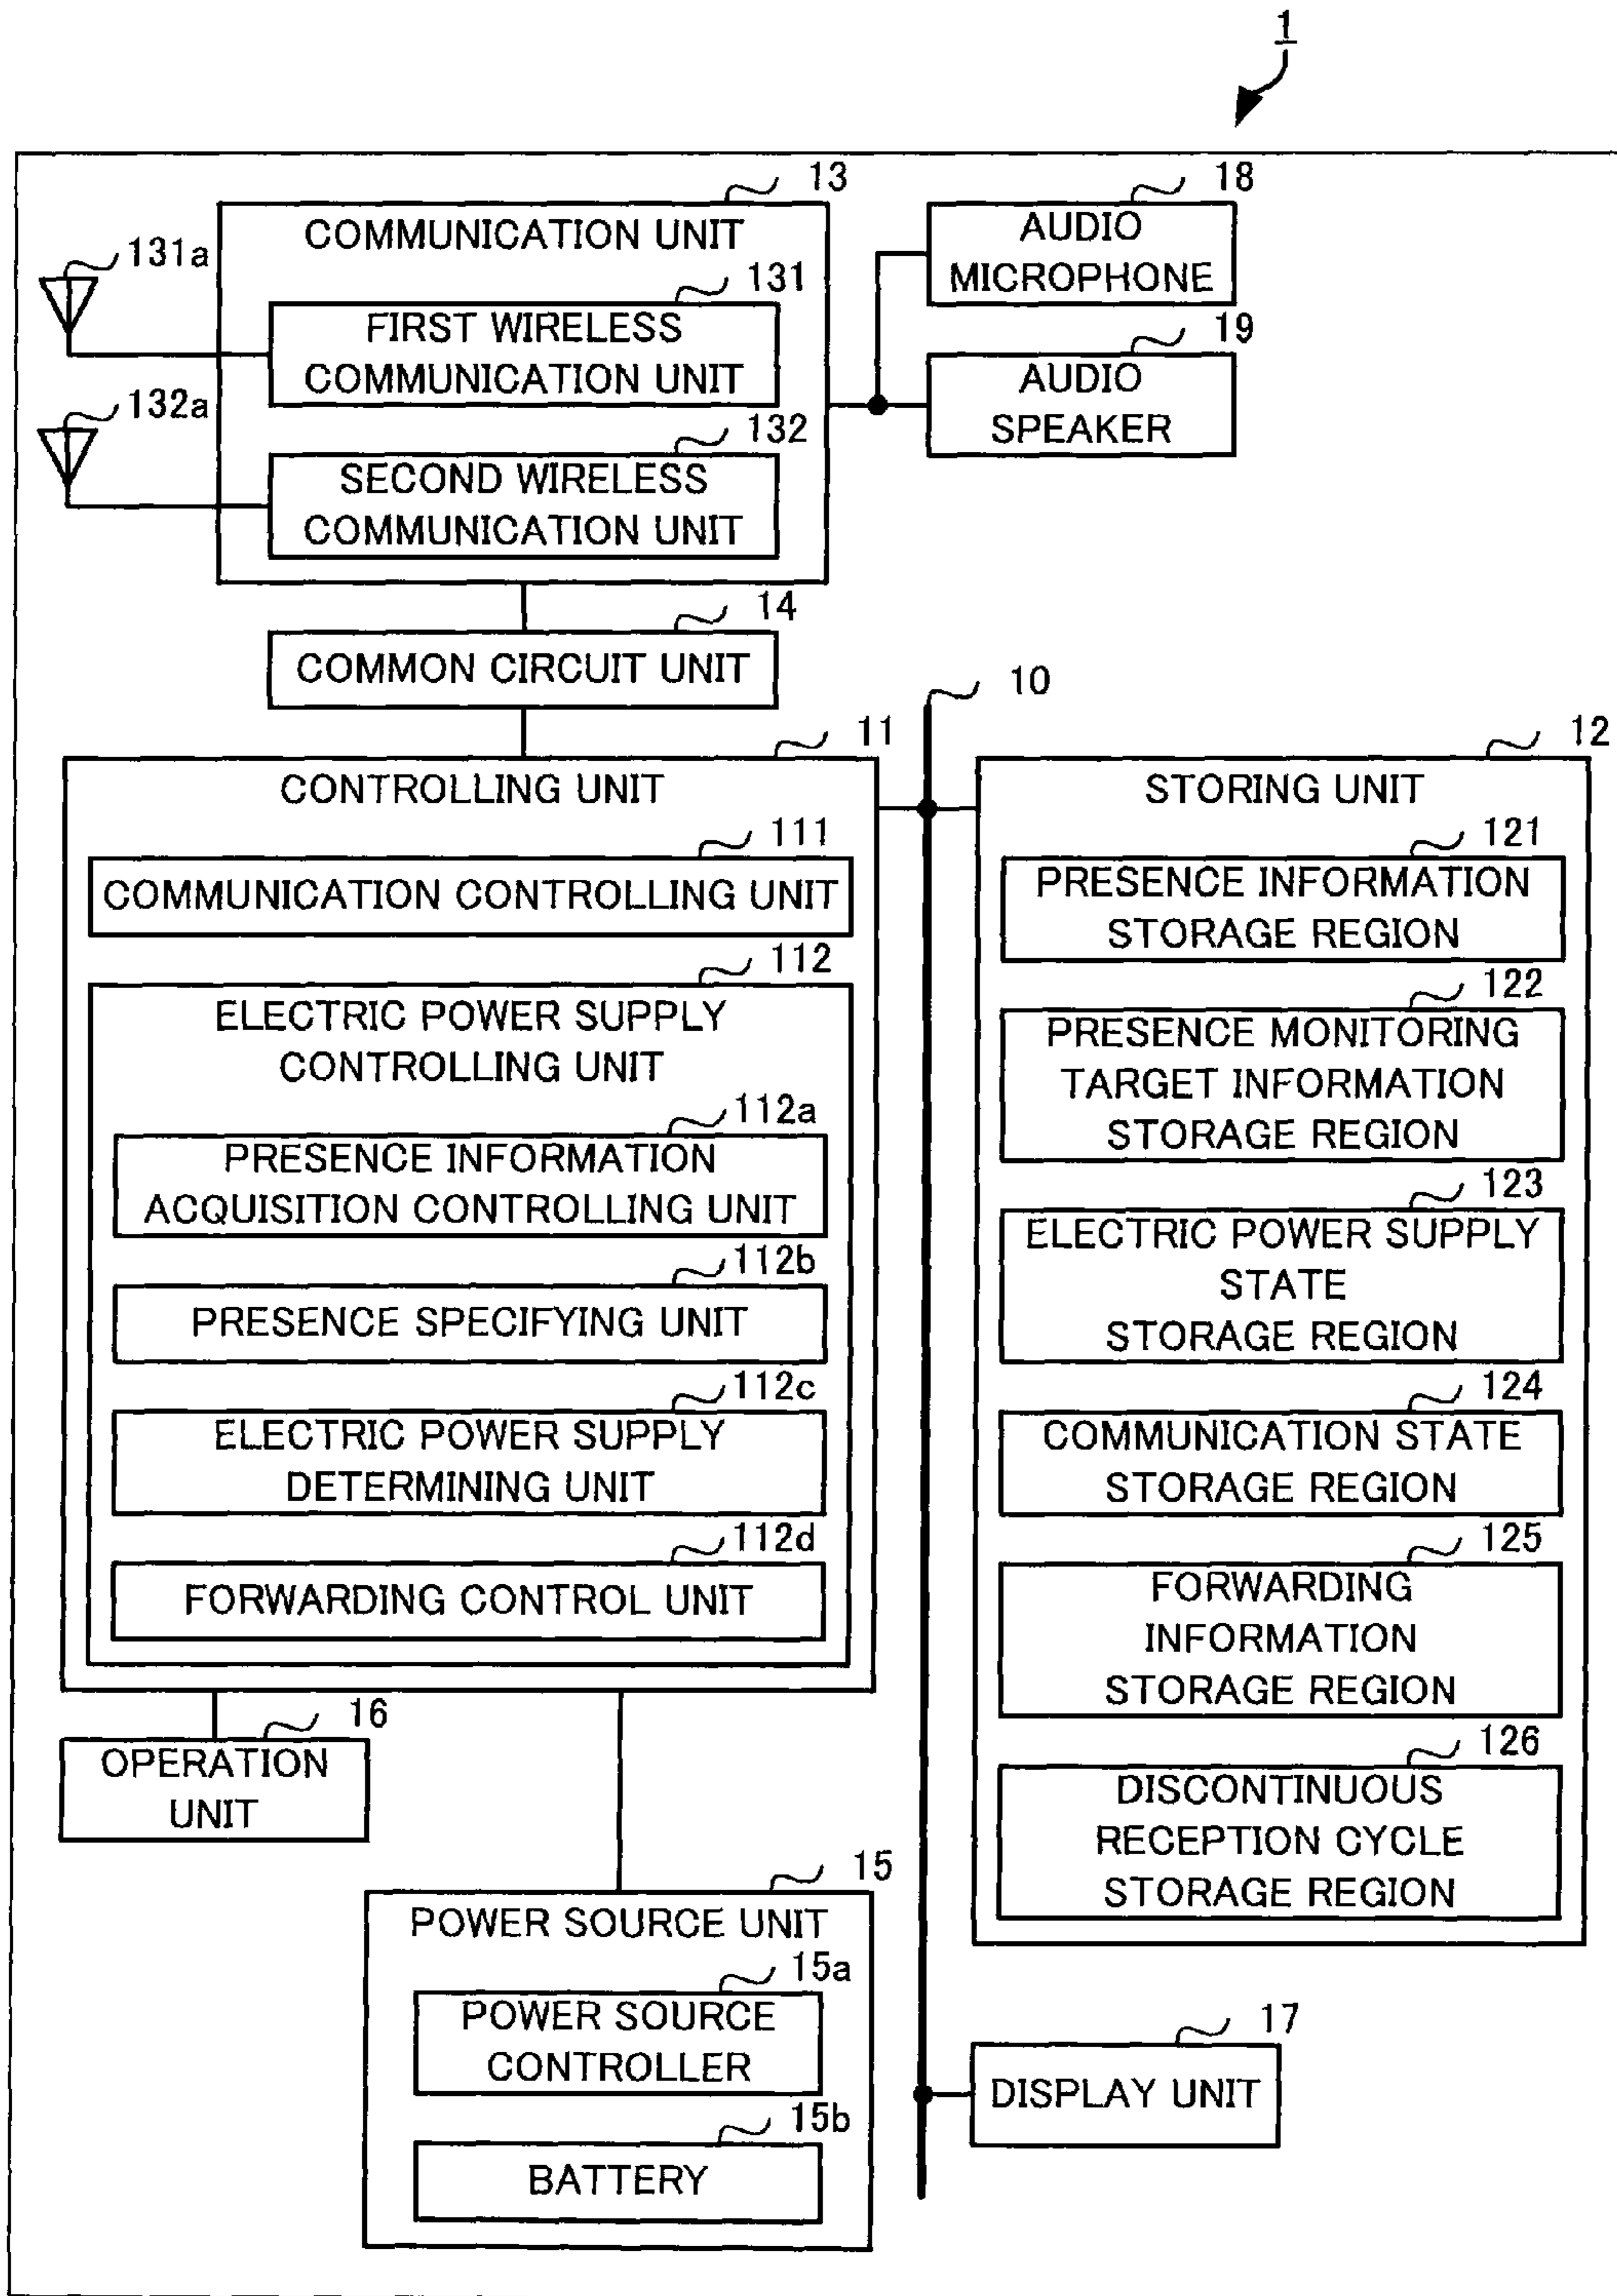 1
13
COMMUNICATION UNIT
131a
131
FIRST WIRELESS
COMMUNICATION UNIT
132a
132
SECOND WIRELESS
COMMUNICATION UNIT
18
AUDIO
MICROPHONE
19
AUDIO
SPEAKER
14
COMMON CIRCUIT UNIT
10
11
CONTROLLING UNIT
111
COMMUNICATION CONTROLLING UNIT
112
ELECTRIC POWER SUPPLY
CONTROLLING UNIT
112a
PRESENCE INFORMATION
ACQUISITION CONTROLLING UNIT
112b
PRESENCE SPECIFYING UNIT
112c
ELECTRIC POWER SUPPLY
DETERMINING UNIT
112d
FORWARDING CONTROL UNIT
12
STORING UNIT
121
PRESENCE INFORMATION
STORAGE REGION
122
PRESENCE MONITORING
TARGET INFORMATION
STORAGE REGION
123
ELECTRIC POWER SUPPLY
STATE
STORAGE REGION
124
COMMUNICATION STATE
STORAGE REGION
125
FORWARDING
INFORMATION
STORAGE REGION
126
DISCONTINUOUS
RECEPTION CYCLE
STORAGE REGION
16
OPERATION
UNIT
15
POWER SOURCE UNIT
15a
POWER SOURCE
CONTROLLER
15b
BATTERY
17
DISPLAY UNIT